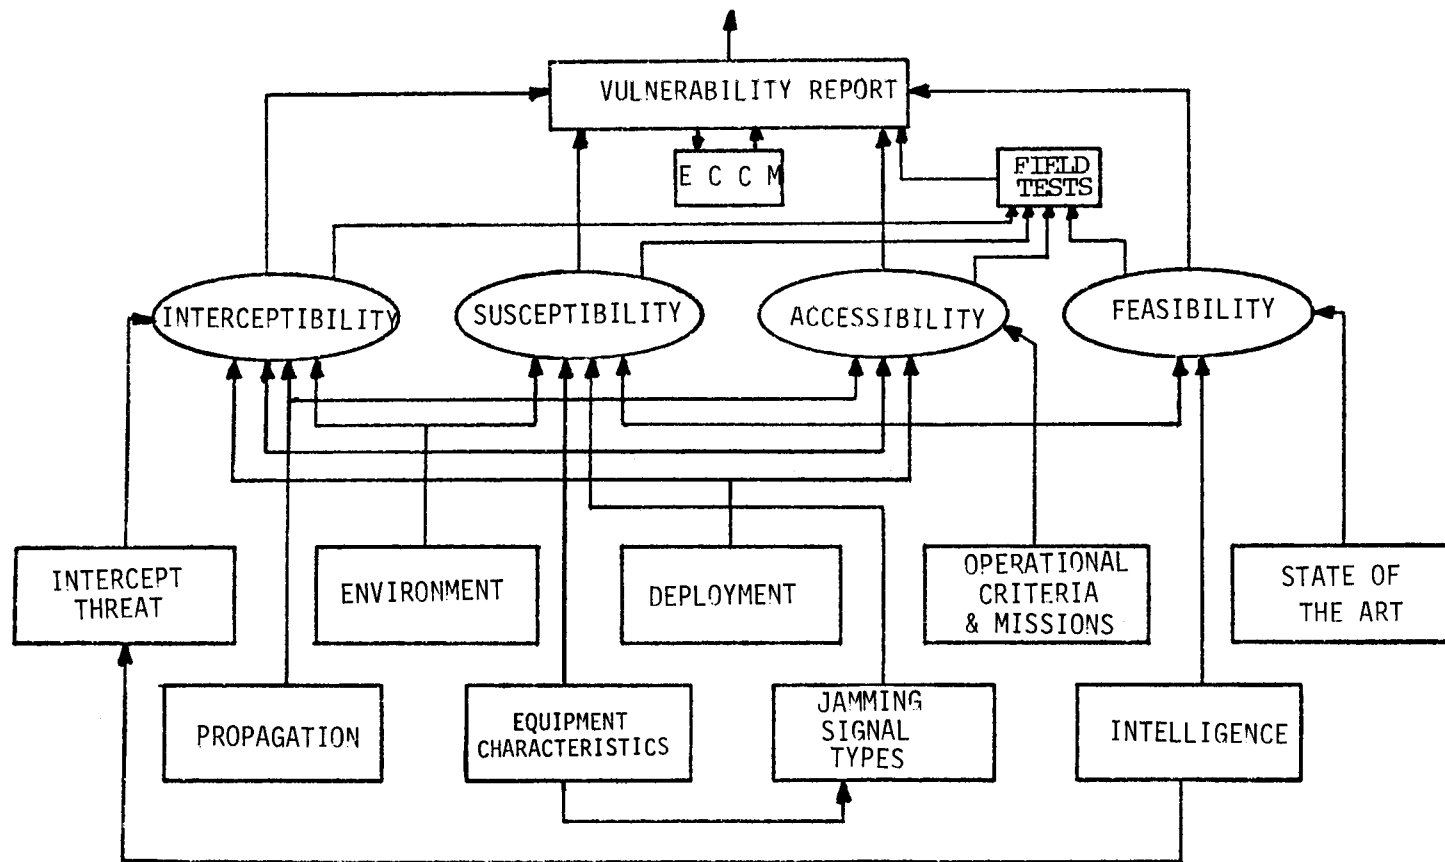 VULNERABILITY REPORT
E C C M
FIELD
TESTS
INTERCEPTIBILITY
SUSCEPTIBILITY
ACCESSIBILITY
FEASIBILITY
INTERCEPT
THREAT
ENVIRONMENT
DEPLOYMENT
OPERATIONAL
CRITERIA
& MISSIONS
STATE OF
THE ART
PROPAGATION
EQUIPMENT
CHARACTERISTICS
JAMMING
SIGNAL
TYPES
INTELLIGENCE